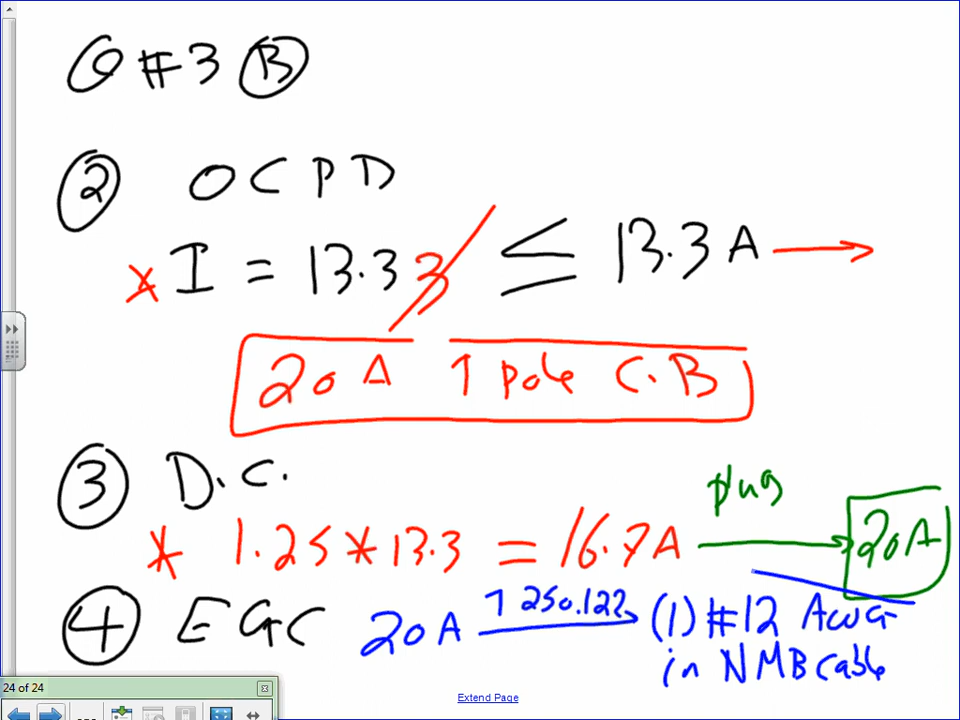 ① #3 Ⓑ
② OCPD
* I = 13.33 ≤ 13.3 A →
20 A 1 pole C.B
③ D.C.
plug
* 1.25 * 13.3 = 16.7A → 20A
④ EGC 20A T 250.122 → (1) #12 AWG
in NMB cable
24 of 24
Extend Page